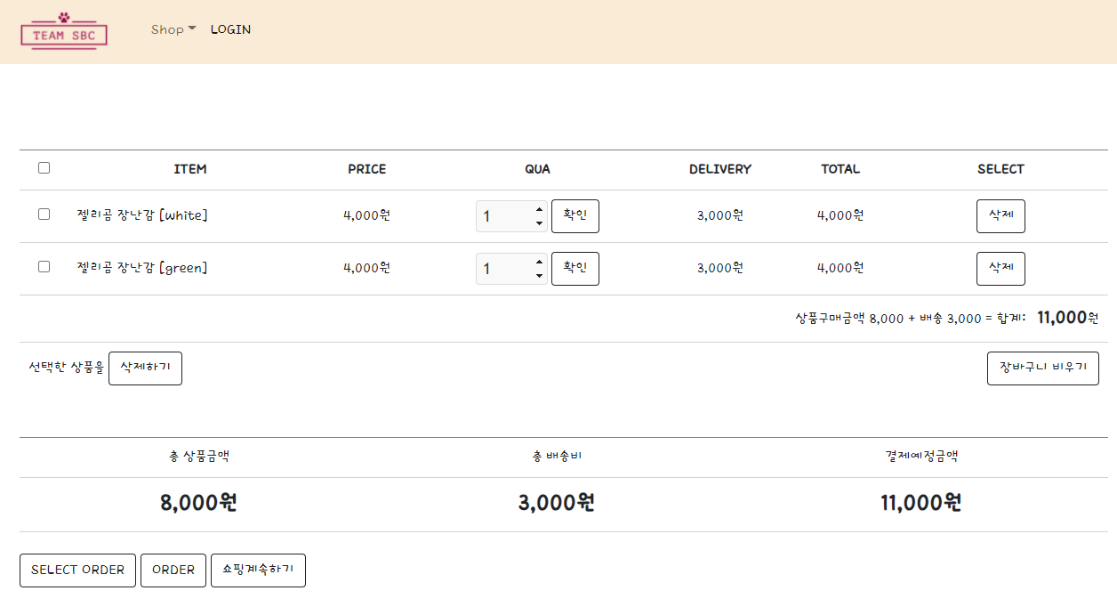 TEAM SBC
Shop LOGIN
ITEM PRICE QUA DELIVERY TOTAL SELECT
젤리곰 장난감 [white] 4,000원 1 확인 3,000원 4,000원 삭제
젤리곰 장난감 [green] 4,000원 1 확인 3,000원 4,000원 삭제
상품구매금액 8,000 + 배송 3,000 = 합계: 11,000원
선택한 상품을 삭제하기 장바구니 비우기
총 상품금액 총 배송비 결제예정금액
8,000원 3,000원 11,000원
SELECT ORDER ORDER 쇼핑계속하기